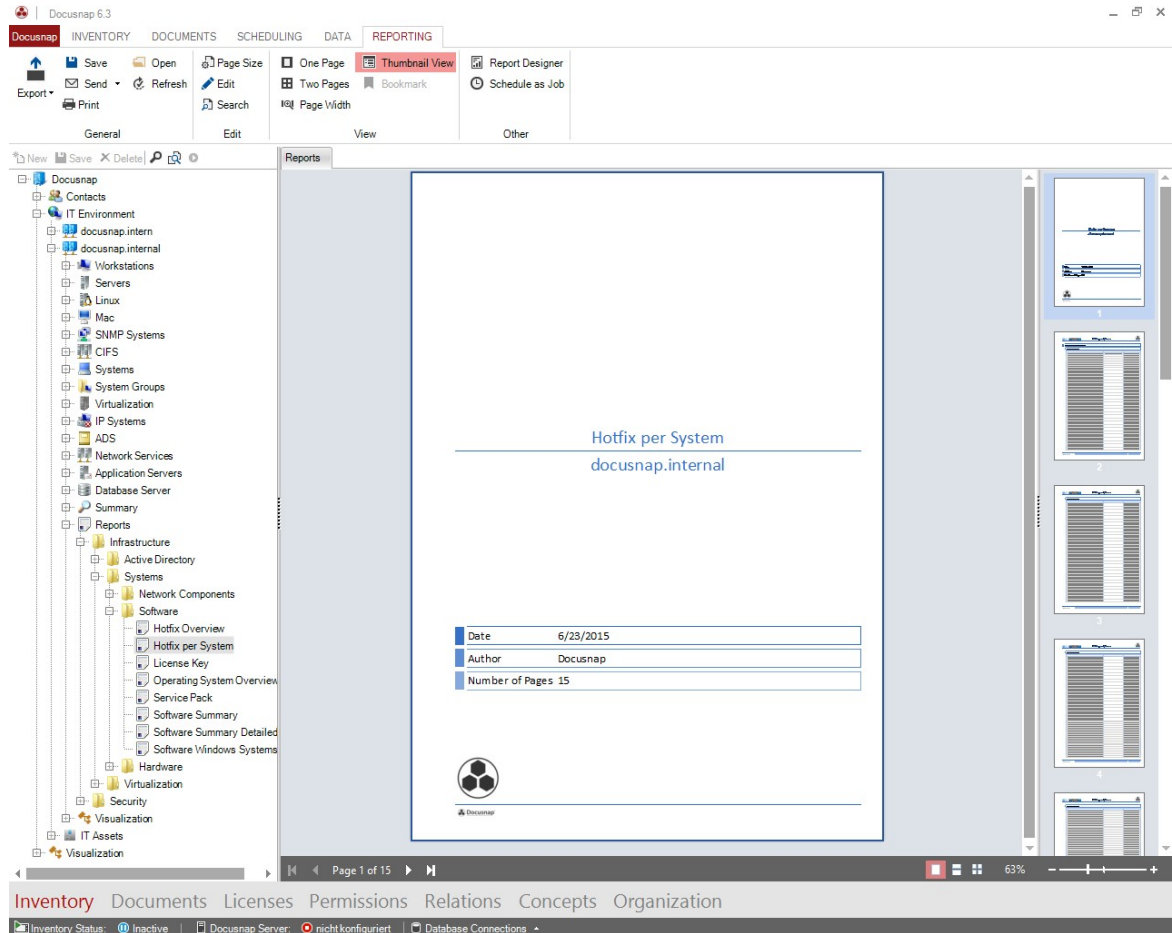 Docusnap 6.3
Docusnap INVENTORY DOCUMENTS SCHEDULING DATA REPORTING
Save Open Page Size One Page Thumbnail View Report Designer
Export Send Refresh Edit Two Pages Bookmark Schedule as Job
Print Search Page Width
General Edit View Other
New Save Delete Reports
Docusnap
Contacts
IT Environment
docusnap.intern
docusnap.internal
Workstations
Servers
Linux
Mac
SNMP Systems
CIFS
Systems
System Groups
Virtualization
IP Systems
ADS
Network Services
Application Servers
Database Server
Summary
Reports
Infrastructure
Active Directory
Systems
Network Components
Software
Hotfix Overview
Hotfix per System
License Key
Operating System Overview
Service Pack
Software Summary
Software Summary Detailed
Software Windows Systems
Hardware
Virtualization
Security
Visualization
IT Assets
Visualization
Hotfix per System
docusnap.internal
Date 6/23/2015
Author Docusnap
Number of Pages 15
Docusnap
1
2
3
4
Page 1 of 15 63%
Inventory Documents Licenses Permissions Relations Concepts Organization
Inventory Status: Inactive Docusnap Server: nicht konfiguriert Database Connections